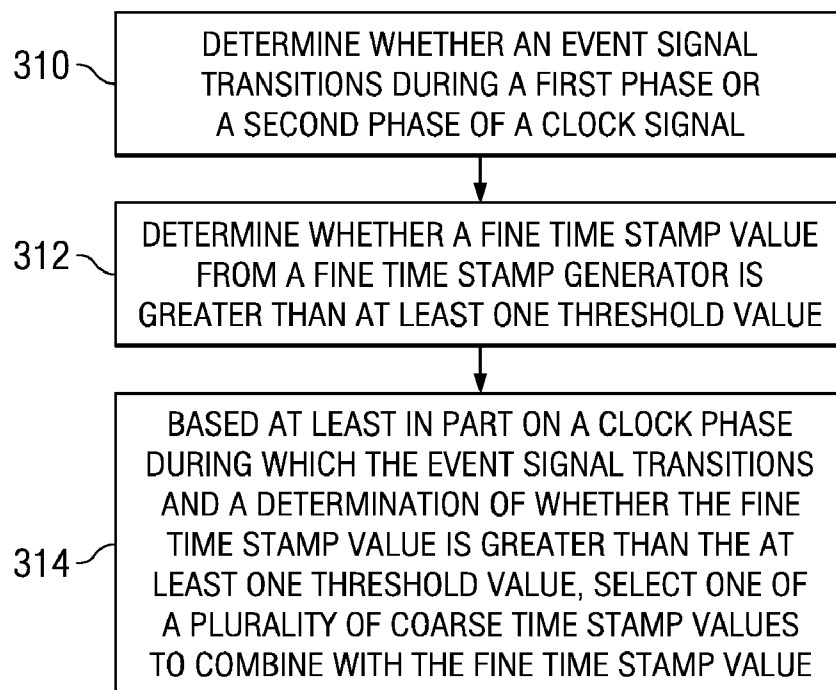 310
DETERMINE WHETHER AN EVENT SIGNAL
TRANSITIONS DURING A FIRST PHASE OR
A SECOND PHASE OF A CLOCK SIGNAL
312
DETERMINE WHETHER A FINE TIME STAMP VALUE
FROM A FINE TIME STAMP GENERATOR IS
GREATER THAN AT LEAST ONE THRESHOLD VALUE
314
BASED AT LEAST IN PART ON A CLOCK PHASE
DURING WHICH THE EVENT SIGNAL TRANSITIONS
AND A DETERMINATION OF WHETHER THE FINE
TIME STAMP VALUE IS GREATER THAN THE AT
LEAST ONE THRESHOLD VALUE, SELECT ONE OF
A PLURALITY OF COARSE TIME STAMP VALUES
TO COMBINE WITH THE FINE TIME STAMP VALUE